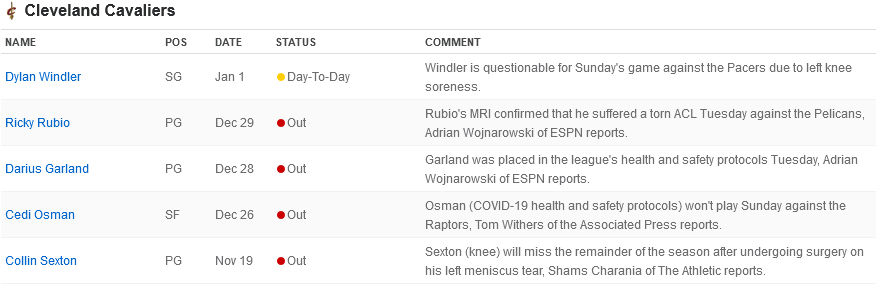 Cleveland Cavaliers
NAME POS DATE STATUS COMMENT
Dylan Windler SG Jan 1 Day-To-Day Windler is questionable for Sunday's game against the Pacers due to left knee
soreness.
Ricky Rubio PG Dec 29 Out Rubio's MRI confirmed that he suffered a torn ACL Tuesday against the Pelicans,
Adrian Wojnarowski of ESPN reports.
Darius Garland PG Dec 28 Out Garland was placed in the league's health and safety protocols Tuesday, Adrian
Wojnarowski of ESPN reports.
Cedi Osman SF Dec 26 Out Osman (COVID-19 health and safety protocols) won't play Sunday against the
Raptors, Tom Withers of the Associated Press reports.
Collin Sexton PG Nov 19 Out Sexton (knee) will miss the remainder of the season after undergoing surgery on
his left meniscus tear, Shams Charania of The Athletic reports.